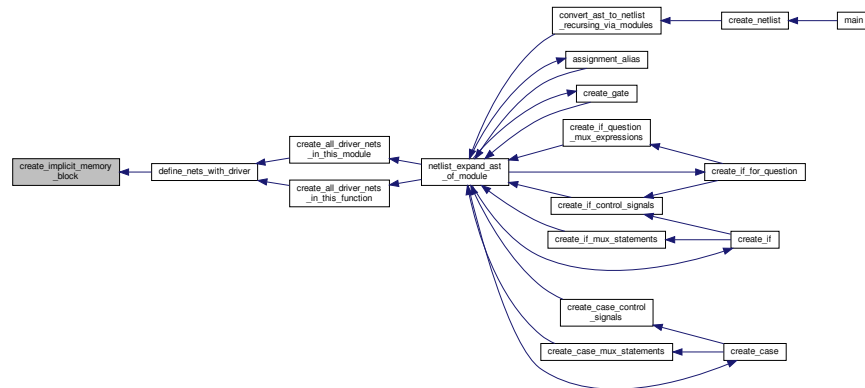 convert_ast_to_netlist
_recursing_via_modules
create_netlist
main
assignment_alias
create_gate
create_if_question
_mux_expressions
create_all_driver_nets
_in_this_module
create_implicit_memory
_block
define_nets_with_driver
netlist_expand_ast
_of_module
create_if_for_question
create_all_driver_nets
_in_this_function
create_if_control_signals
create_if_mux_statements
create_if
create_case_control
_signals
create_case_mux_statements
create_case